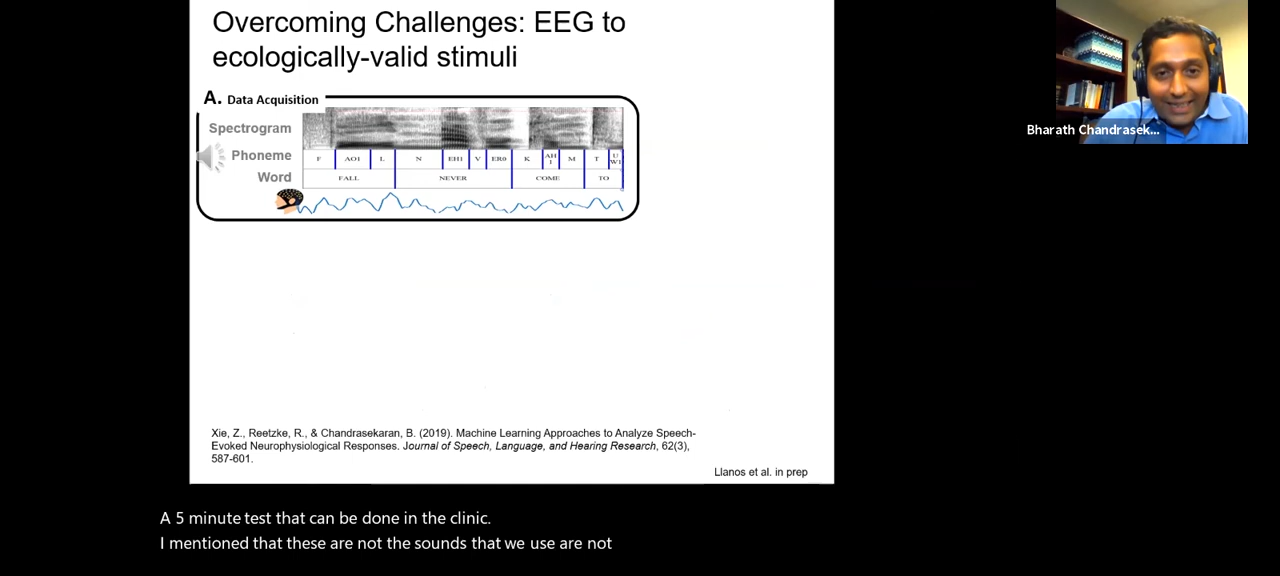 Overcoming Challenges: EEG to
ecologically-valid stimuli
A. Data Acquisition
Spectrogram
Phoneme F AO1 L N EH1 V ER0 K AH1 M T UW1
Word FALL NEVER COME TO
Xie, Z., Reetzke, R., & Chandrasekaran, B. (2019). Machine Learning Approaches to Analyze Speech-
Evoked Neurophysiological Responses. Journal of Speech, Language, and Hearing Research, 62(3),
587-601.
Llanos et al. in prep
Bharath Chandrasek...
A 5 minute test that can be done in the clinic.
I mentioned that these are not the sounds that we use are not